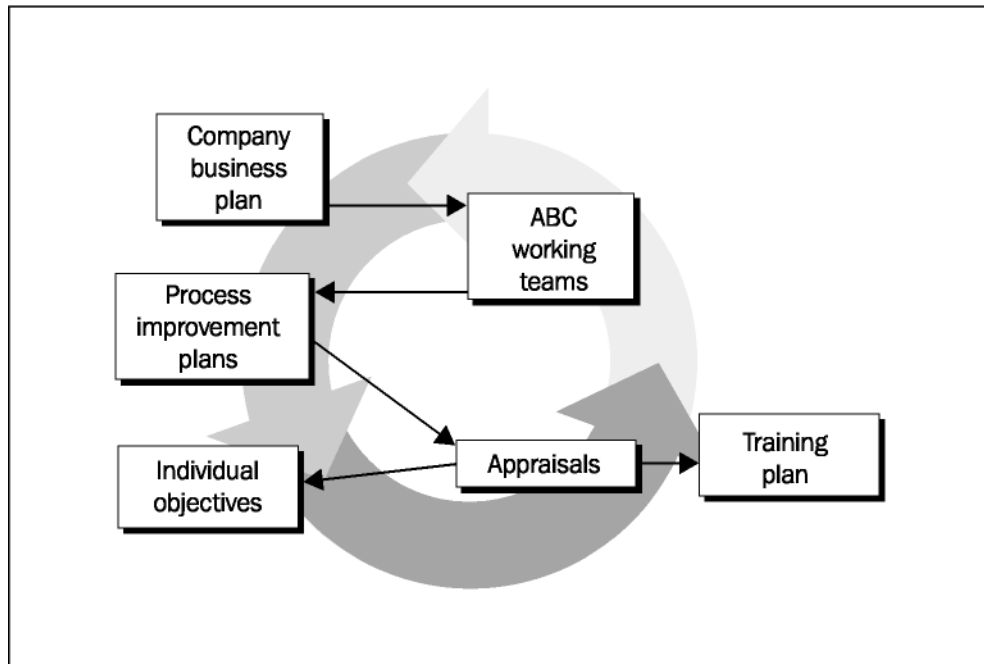 Company
business
plan
ABC
working
teams
Process
improvement
plans
Individual
objectives
Appraisals
Training
plan